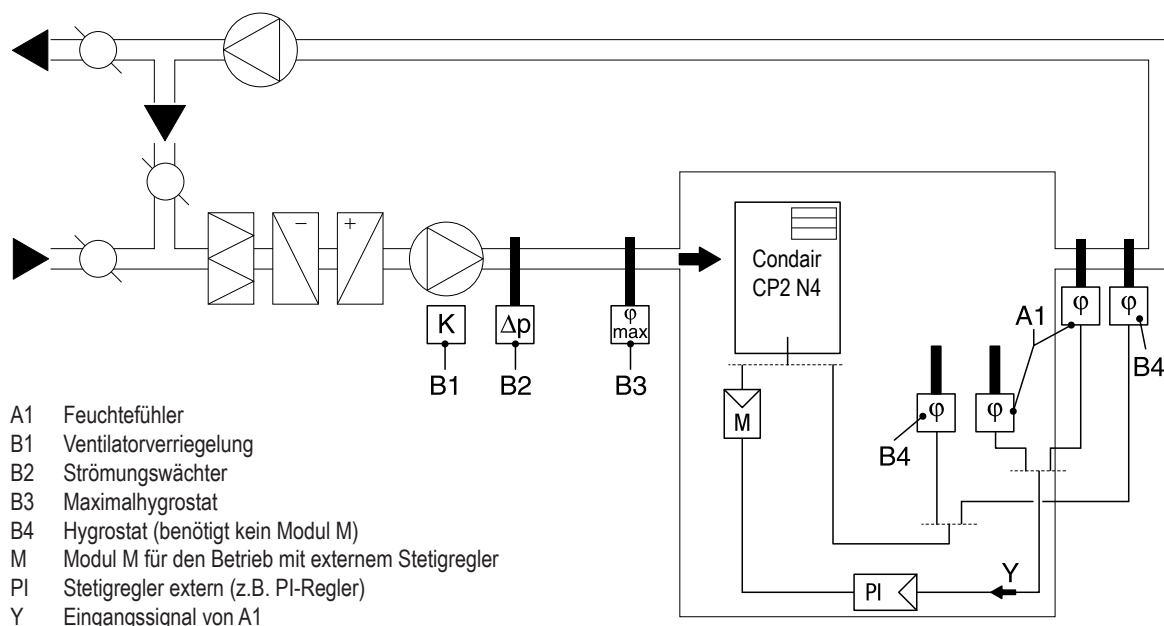 −
+
Condair
CP2 N4
K
Δp
φ
max
B1
B2
B3
M
φ
B4
φ
A1
φ
φ
B4
PI
Y
A1 Feuchtefühler
B1 Ventilatorverriegelung
B2 Strömungswächter
B3 Maximalhygrostat
B4 Hygrostat (benötigt kein Modul M)
M Modul M für den Betrieb mit externem Stetigregler
PI Stetigregler extern (z.B. PI-Regler)
Y Eingangssignal von A1